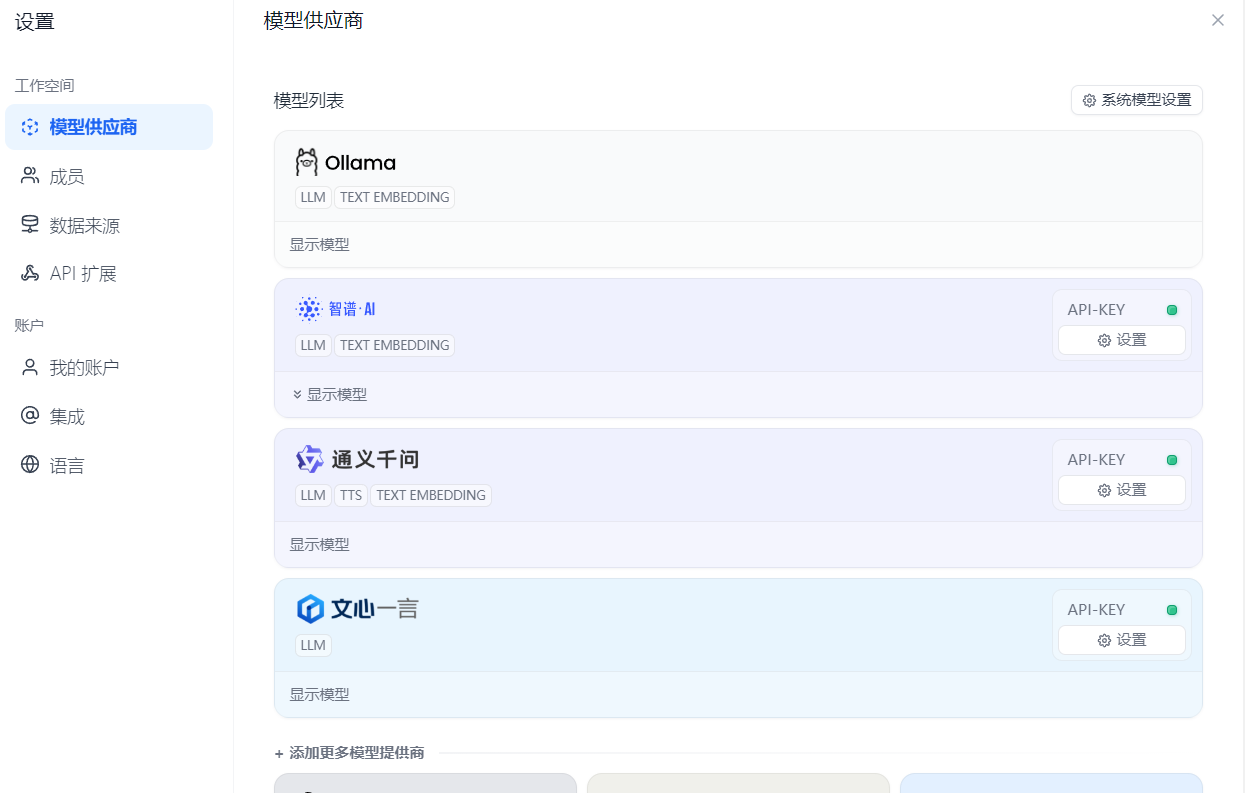 设置
工作空间
模型供应商
成员
数据来源
API 扩展
账户
我的账户
集成
语言
模型供应商
模型列表
系统模型设置
Ollama
LLM TEXT EMBEDDING
显示模型
智谱·AI
LLM TEXT EMBEDDING
API-KEY
设置
显示模型
通义千问
LLM TTS TEXT EMBEDDING
API-KEY
设置
显示模型
文心一言
LLM
API-KEY
设置
显示模型
+ 添加更多模型提供商